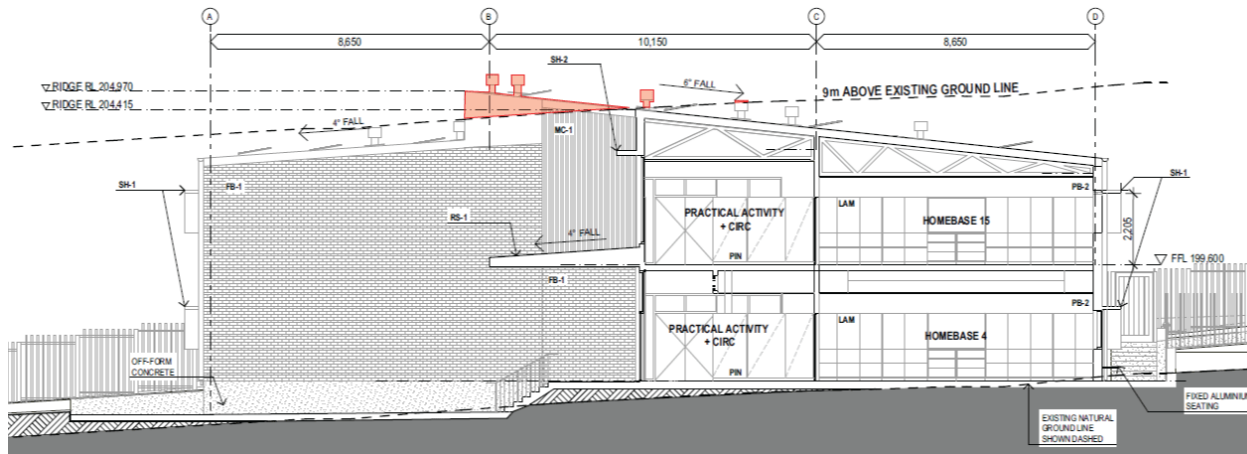 A
B
C
D
8,650
10,150
8,650
SH-2
RIDGE RL 204,970
6° FALL
9m ABOVE EXISTING GROUND LINE
RIDGE RL 204,415
4° FALL
MC-1
SH-1
FB-1
PB-2
SH-1
LAM
PRACTICAL ACTIVITY
+ CIRC
HOMEBASE 15
2,205
RS-1
4° FALL
PIN
FFL 199,600
FB-1
PB-2
LAM
PRACTICAL ACTIVITY
+ CIRC
HOMEBASE 4
OFF-FORM
CONCRETE
PIN
FIXED ALUMINIUM
SEATING
EXISTING NATURAL
GROUND LINE
SHOWN DASHED